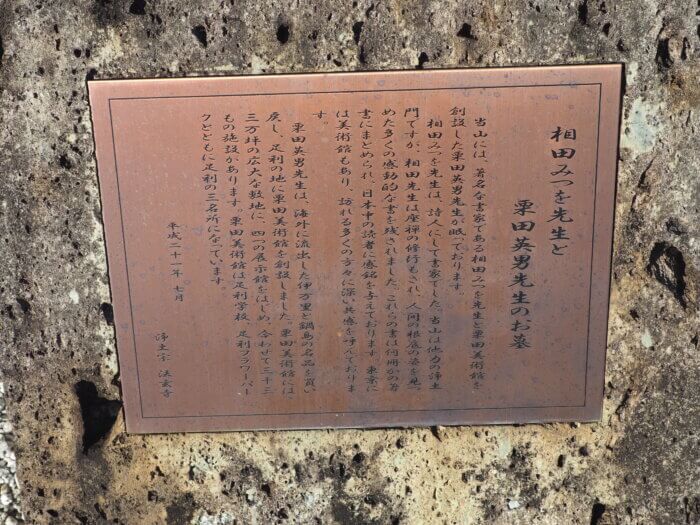 相田みつを先生と
栗田英男先生のお墓
当山には、著名な書家である相田みつを先生と栗田美術館を
創設した栗田英男先生が眠っております。
相田みつを先生は、詩人にして書家でした。当山は他力の浄土
門ですが、相田先生は座禅の修行もされ、人間の根底の姿を見つ
めた多くの感動的な書を残されました。これらの書は何冊かの著
書にまとめられ、日本中の読者に感銘を与えております。東京に
は美術館もあり、訪れる多くの方々に深い共感を呼んでおりま
す。
栗田英男先生は、海外に流出した伊万里と鍋島の名品を買い
戻し、足利の地に栗田美術館を創設しました。栗田美術館には
三万坪の広大な敷地に、四つの展示館をはじめ、合わせて三十三
もの施設があります。栗田美術館は足利学校、足利フラワーパー
クとともに足利の三名所になっています。
平成二十一年 七月
浄土宗 法玄寺